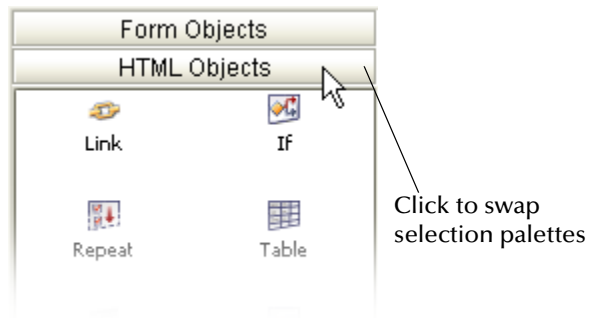 Form Objects
HTML Objects
Link If
Repeat Table
Click to swap
selection palettes